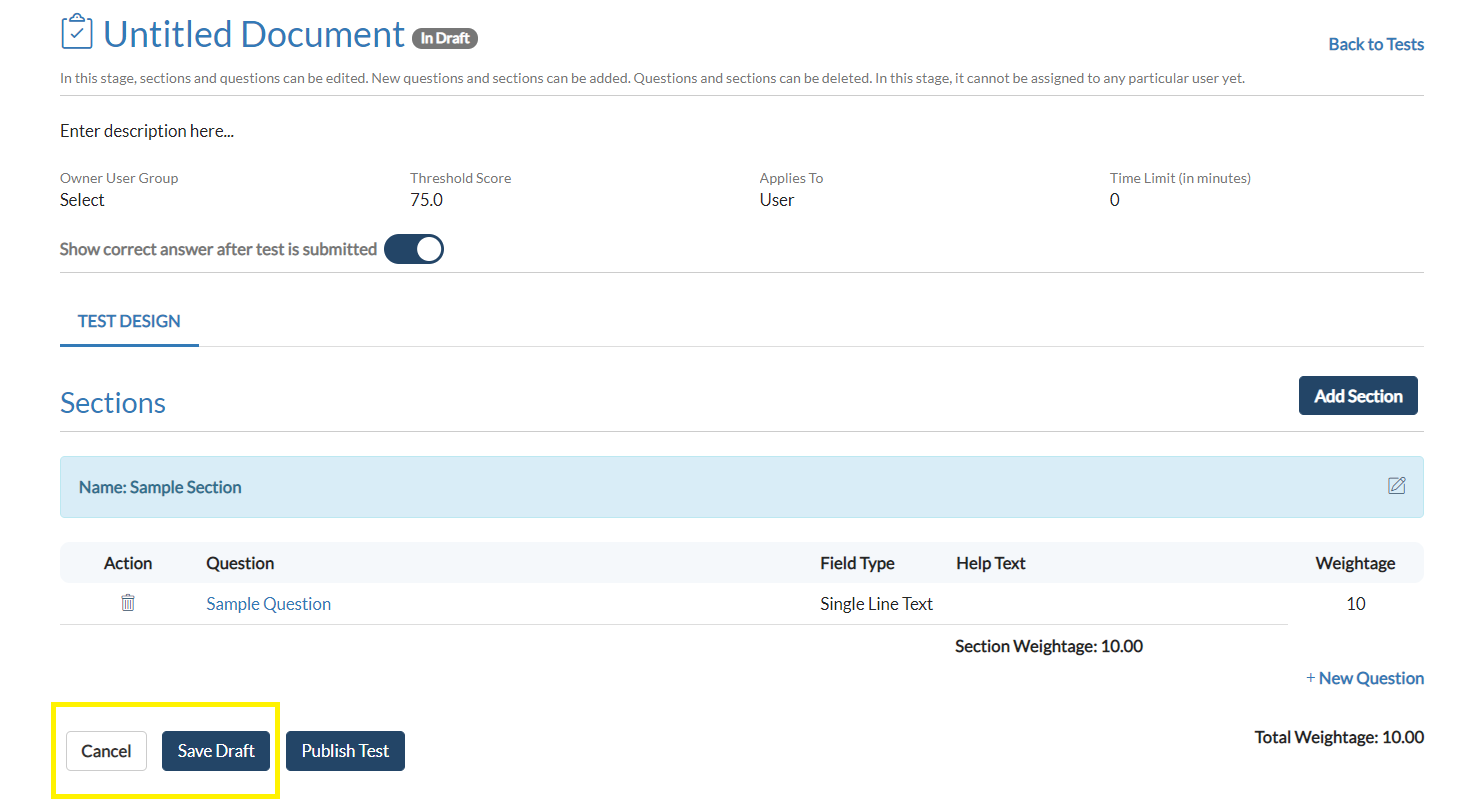 Untitled Document In Draft
Back to Tests
In this stage, sections and questions can be edited. New questions and sections can be added. Questions and sections can be deleted. In this stage, it cannot be assigned to any particular user yet.
Enter description here...
Owner User Group Threshold Score Applies To Time Limit (in minutes)
Select 75.0 User 0
Show correct answer after test is submitted
TEST DESIGN
Sections Add Section
Name: Sample Section
Action Question Field Type Help Text Weightage
Sample Question Single Line Text 10
Section Weightage: 10.00
+ New Question
Total Weightage: 10.00
Cancel Save Draft Publish Test